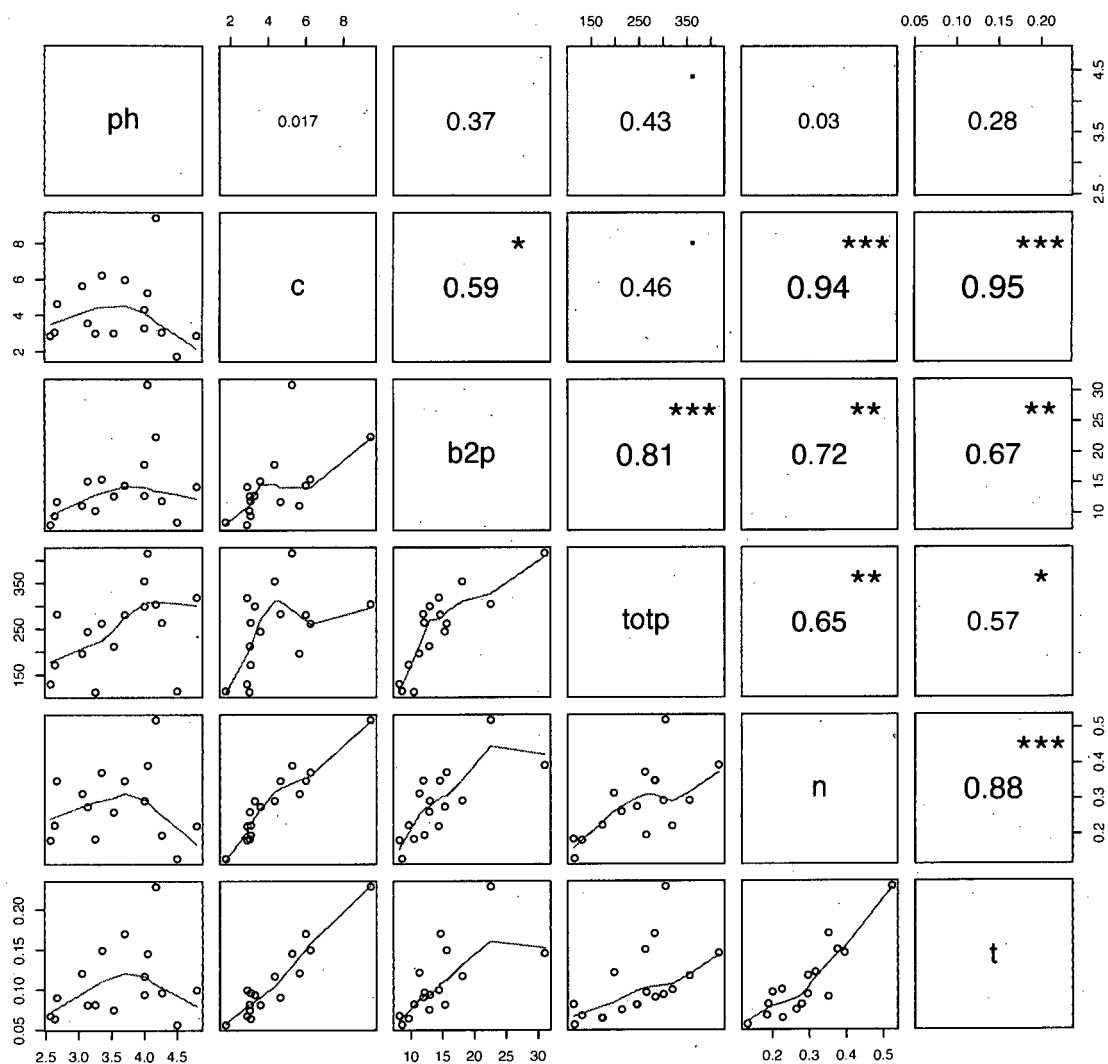 2 4 6 8 150 250 350 0.05 0.10 0.20
ph 0.017 0.37 0.43 0.03 0.28 2.5 3.5 4.5
2 4 6 8 c * 0.59 0.46 *** 0.94 *** 0.95
b2p *** 0.81 ** 0.72 ** 0.67 10 15 20 25 30
150 250 350 totp ** 0.65 * 0.57
n *** 0.88 0.2 0.3 0.4 0.5
0.05 0.10 0.15 0.20 t
2.5 3.0 3.5 4.0 4.5 10 15 20 25 30 0.2 0.3 0.4 0.5